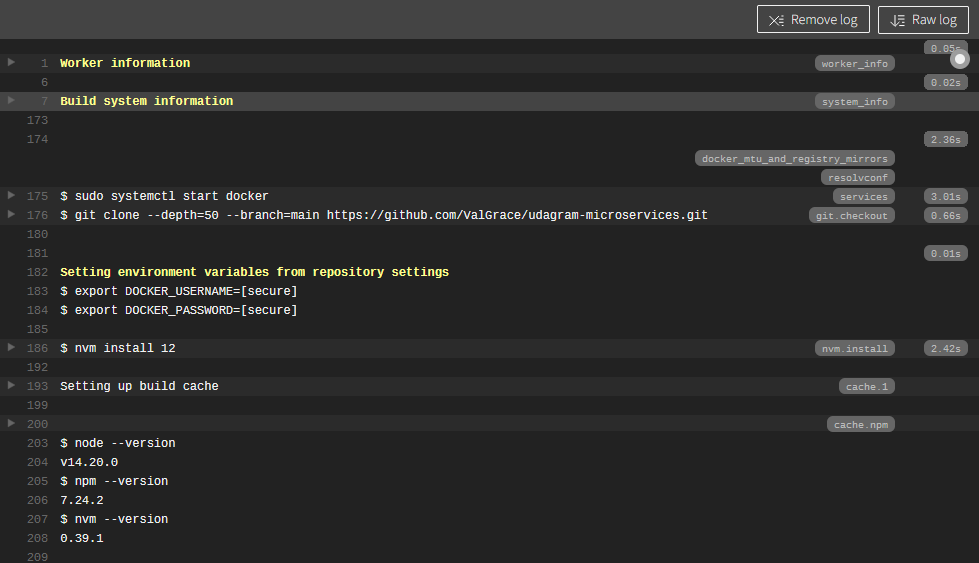 Remove log Raw log
0.05s
1 Worker information worker_info
6 0.02s
7 Build system information system_info
173
174 2.36s
docker_mtu_and_registry_mirrors
resolvconf
175 $ sudo systemctl start docker services 3.01s
176 $ git clone --depth=50 --branch=main https://github.com/ValGrace/udagram-microservices.git git.checkout 0.66s
180
181 0.01s
182 Setting environment variables from repository settings
183 $ export DOCKER_USERNAME=[secure]
184 $ export DOCKER_PASSWORD=[secure]
185
186 $ nvm install 12 nvm.install 2.42s
192
193 Setting up build cache cache.1
199
200 cache.npm
203 $ node --version
204 v14.20.0
205 $ npm --version
206 7.24.2
207 $ nvm --version
208 0.39.1
209